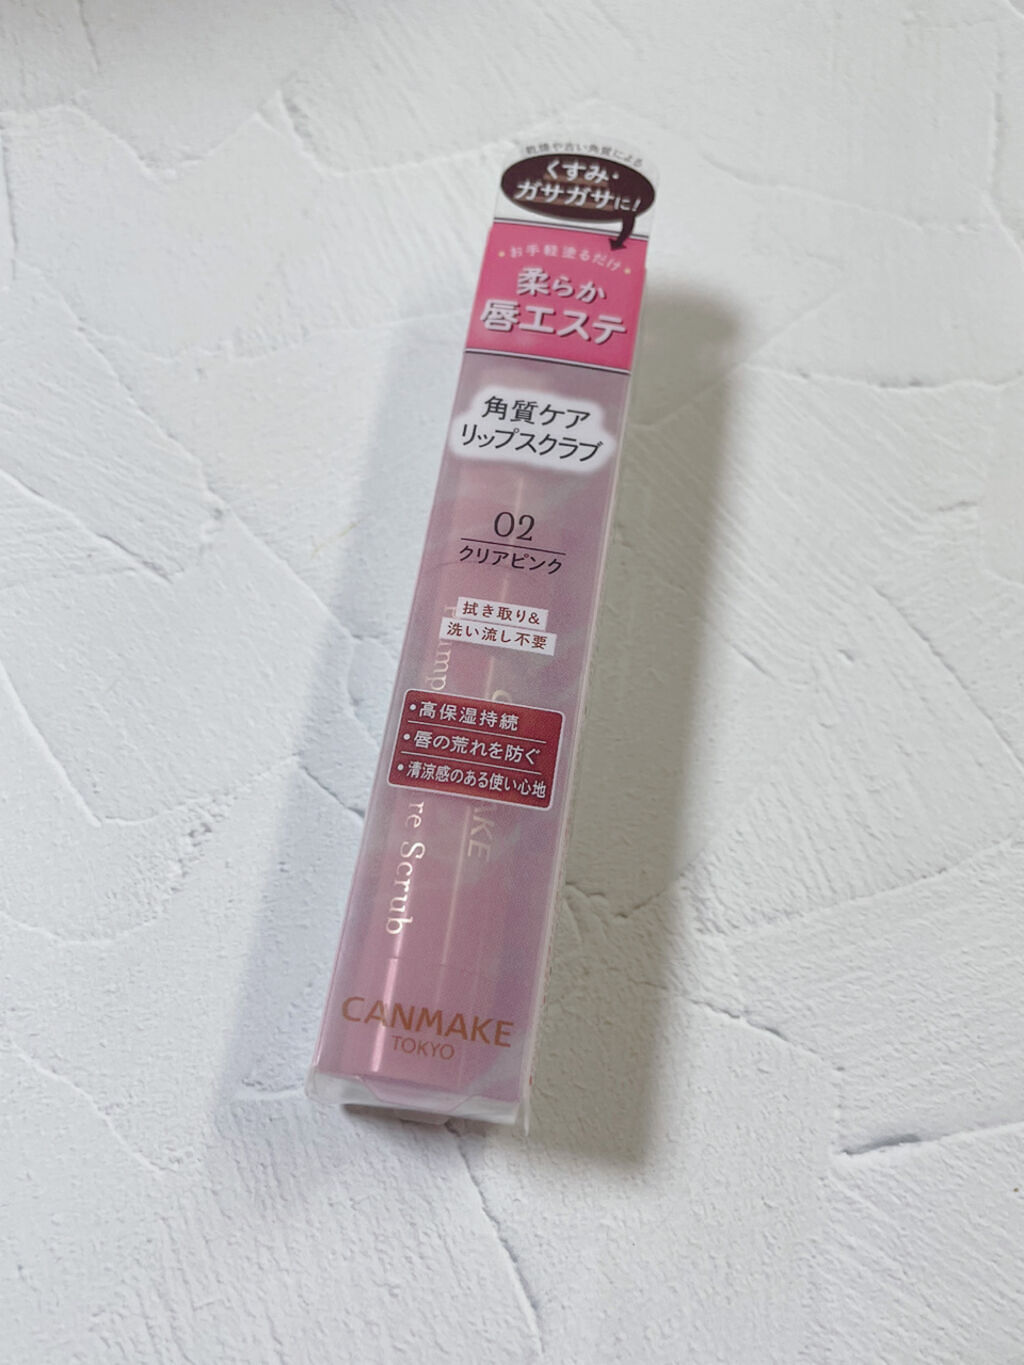 乾燥や古い角質による
くすみ・
ガサガサに!
・お手軽塗るだけ・
柔らか
唇エステ
角質ケア
リップスクラブ
02
クリアピンク
拭き取り&
洗い流し不要
・高保湿持続
・唇の荒れを防ぐ
・清涼感のある使い心地
Scrub
CANMAKE
TOKYO